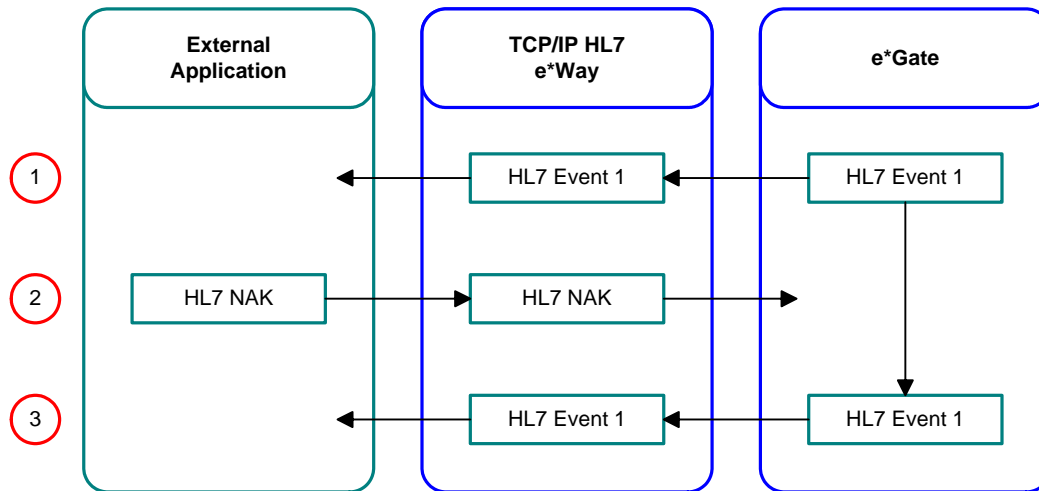 External
Application
TCP/IP HL7
e*Way
e*Gate
1
HL7 Event 1
HL7 Event 1
2
HL7 NAK
HL7 NAK
3
HL7 Event 1
HL7 Event 1